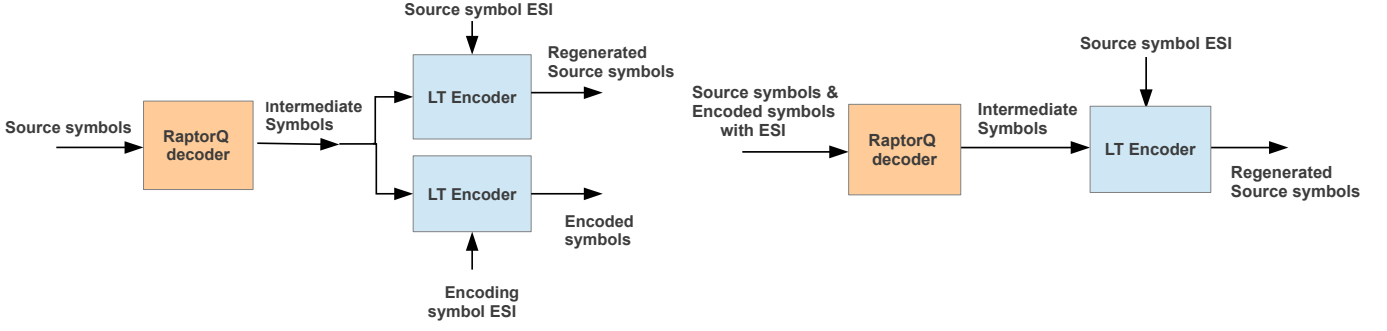 Source symbol ESI
Regenerated
Source symbols
LT Encoder
Intermediate
Symbols
Source symbols
RaptorQ
decoder
LT Encoder
Encoded
symbols
Encoding
symbol ESI
Source symbol ESI
Source symbols &
Encoded symbols
with ESI
Intermediate
Symbols
RaptorQ
decoder
LT Encoder
Regenerated
Source symbols